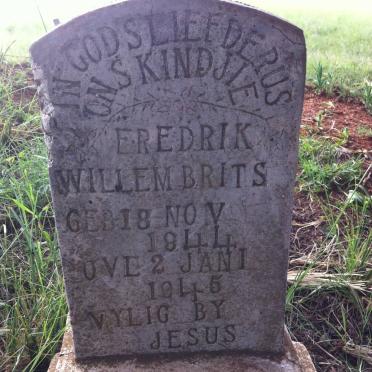 IN GODS LIEFDE RUS
ONS KINDJIE
FREDRIK
WILLEM BRITS
GEB 18 NOV
1944
OVE 2 JAN
1945
VYLIG BY
JESUS